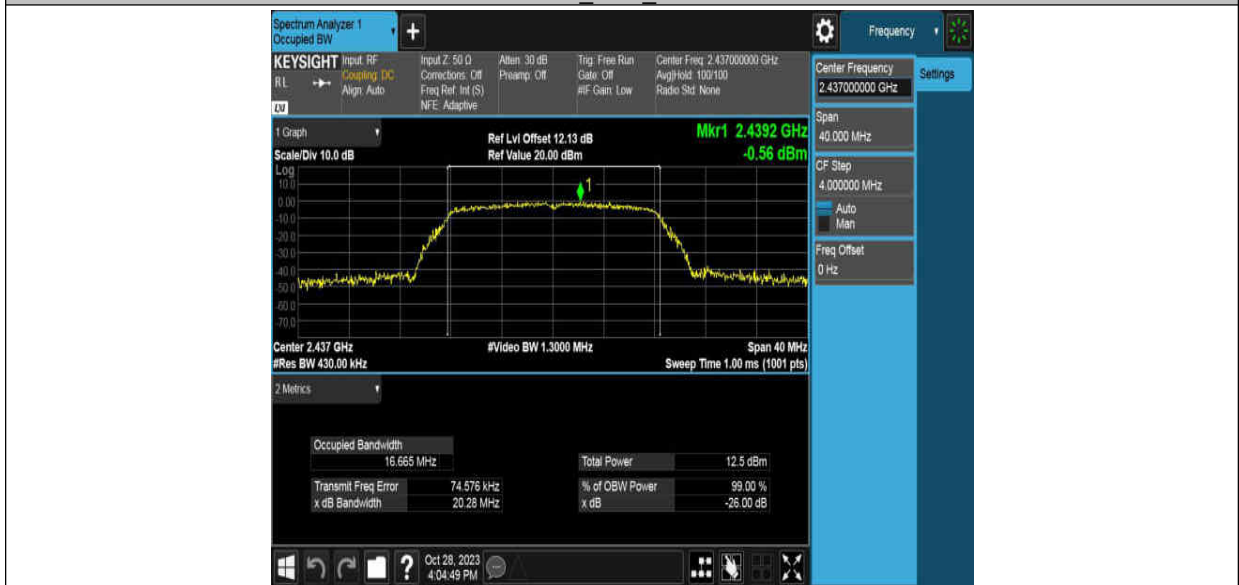 Spectrum Analyzer 1
Occupied BW
+
Frequency
KEYSIGHT
RL
LXI
Input: RF
Coupling: DC
Align: Auto
Input Z: 50 Ω
Corrections: Off
Freq Ref: Int (S)
NFE: Adaptive
Atten: 30 dB
Preamp: Off
Trig: Free Run
Gate: Off
#IF Gain: Low
Center Freq: 2.437000000 GHz
Avg|Hold: 100/100
Radio Std: None
Center Frequency
2.437000000 GHz
Settings
Span
40.000 MHz
CF Step
4.000000 MHz
Auto
Man
Freq Offset
0 Hz
1 Graph
Scale/Div 10.0 dB
Ref Lvl Offset 12.13 dB
Ref Value 20.00 dBm
Mkr1 2.4392 GHz
-0.56 dBm
Log
10.0
0.00
-10.0
-20.0
-30.0
-40.0
-50.0
-60.0
-70.0
1
Center 2.437 GHz
#Res BW 430.00 kHz
#Video BW 1.3000 MHz
Span 40 MHz
Sweep Time 1.00 ms (1001 pts)
2 Metrics
Occupied Bandwidth
16.665 MHz
Total Power 12.5 dBm
Transmit Freq Error 74.576 kHz
% of OBW Power 99.00 %
x dB Bandwidth 20.28 MHz
x dB -26.00 dB
?
Oct 28, 2023
4:04:49 PM